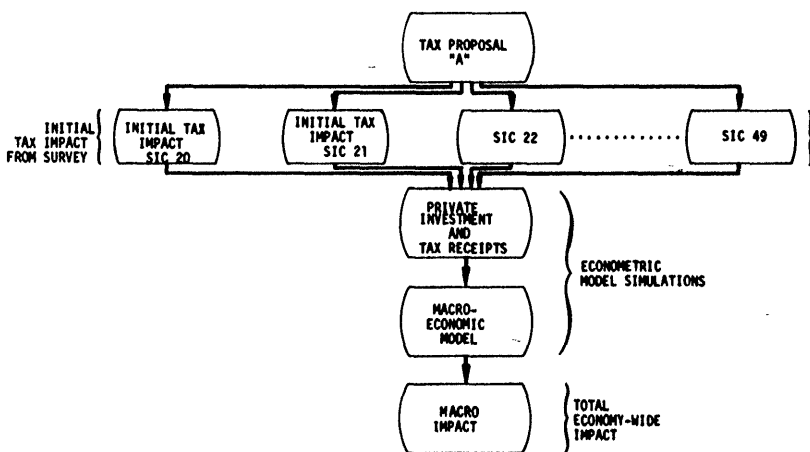 TAX PROPOSAL
"A"
INITIAL
TAX IMPACT
FROM SURVEY
INITIAL TAX
IMPACT
SIC 20
INITIAL TAX
IMPACT
SIC 21
SIC 22
SIC 49
PRIVATE
INVESTMENT
AND
TAX RECEIPTS
ECONOMETRIC
MODEL SIMULATIONS
MACRO-
ECONOMIC
MODEL
MACRO
IMPACT
TOTAL
ECONOMY-WIDE
IMPACT